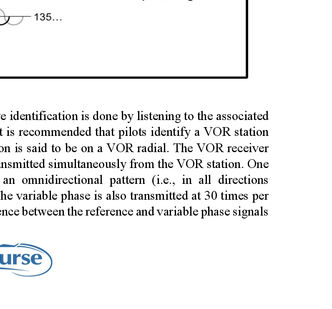 135…
e identification is done by listening to the associated
t is recommended that pilots identify a VOR station
on is said to be on a VOR radial. The VOR receiver
nsmitted simultaneously from the VOR station. One
an omnidirectional pattern (i.e., in all directions
he variable phase is also transmitted at 30 times per
ence between the reference and variable phase signals
urse